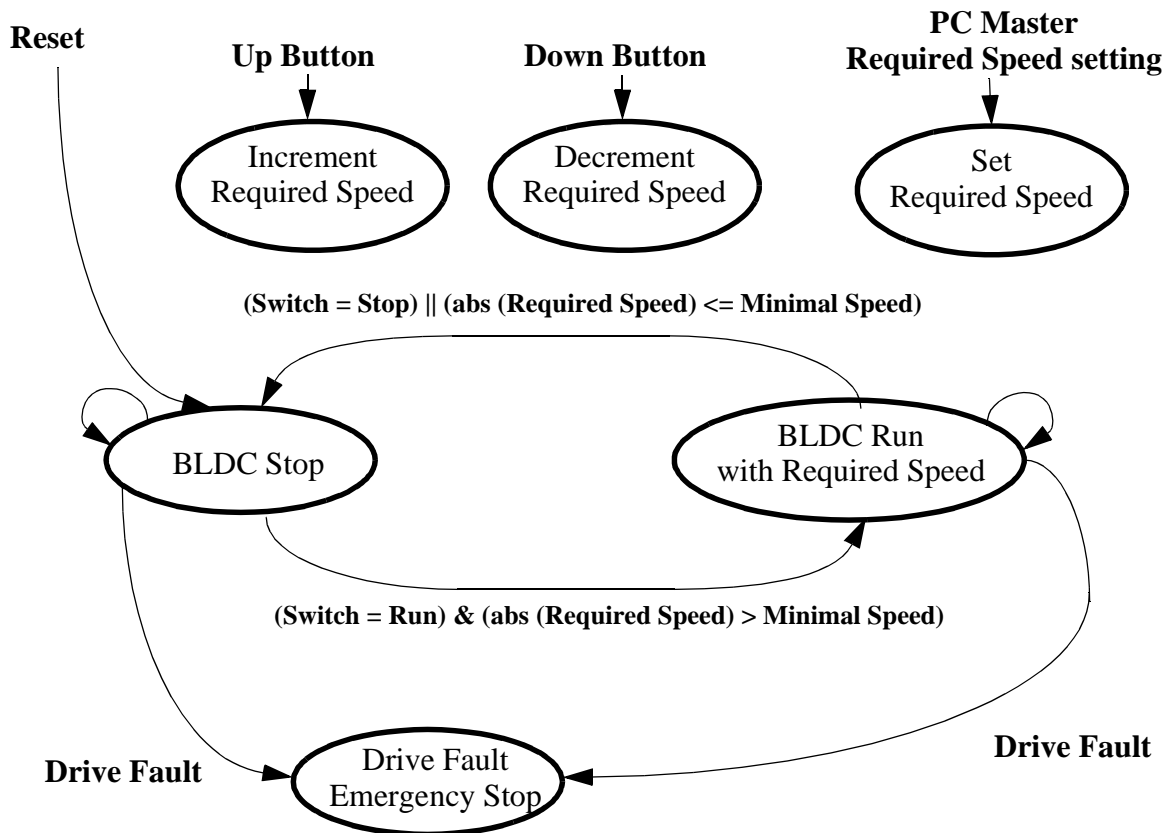 Reset
Up Button
Down Button
PC Master
Required Speed setting
Increment
Required Speed
Decrement
Required Speed
Set
Required Speed
(Switch = Stop) || (abs (Required Speed) <= Minimal Speed)
BLDC Stop
BLDC Run
with Required Speed
(Switch = Run) & (abs (Required Speed) > Minimal Speed)
Drive Fault
Drive Fault
Emergency Stop
Drive Fault